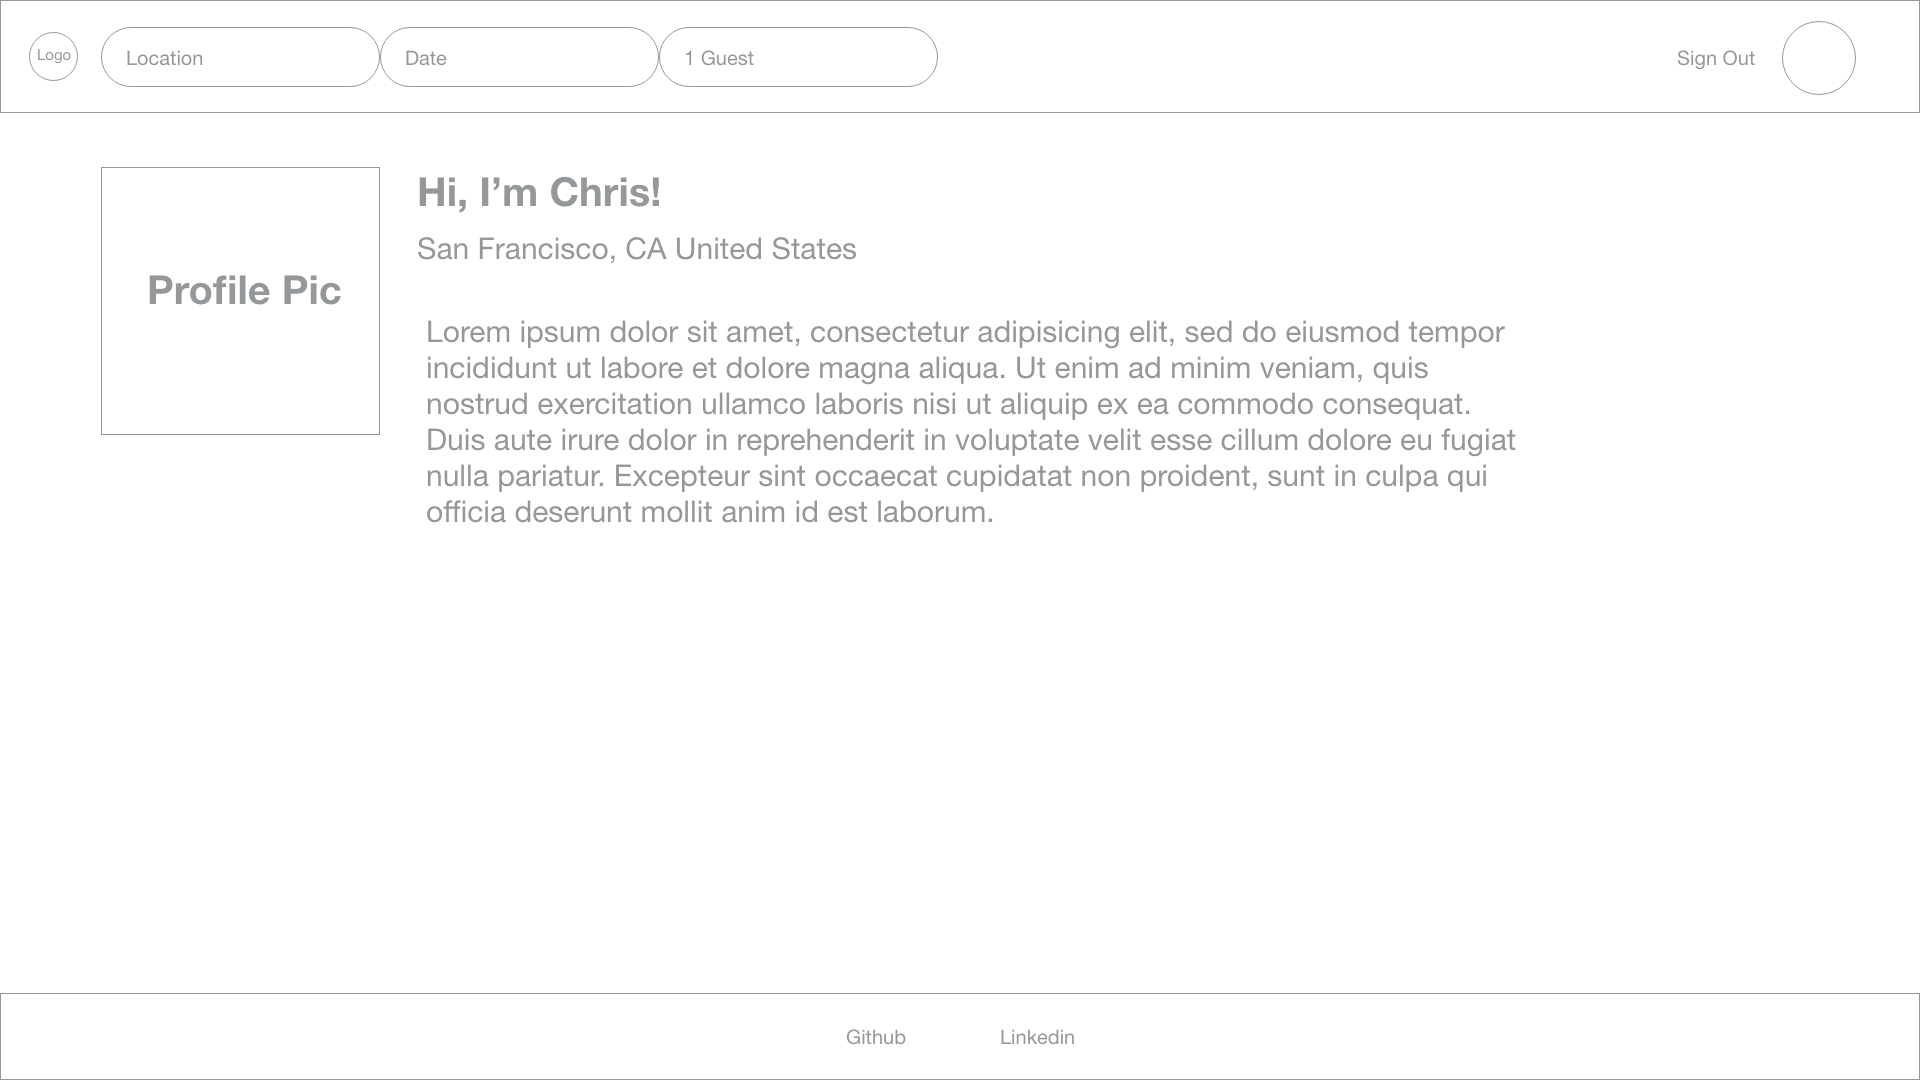 Logo
Location
Date
1 Guest
Sign Out
Profile Pic
Hi, I’m Chris!
San Francisco, CA United States
Lorem ipsum dolor sit amet, consectetur adipisicing elit, sed do eiusmod tempor
incididunt ut labore et dolore magna aliqua. Ut enim ad minim veniam, quis
nostrud exercitation ullamco laboris nisi ut aliquip ex ea commodo consequat.
Duis aute irure dolor in reprehenderit in voluptate velit esse cillum dolore eu fugiat
nulla pariatur. Excepteur sint occaecat cupidatat non proident, sunt in culpa qui
officia deserunt mollit anim id est laborum.
Github
Linkedin